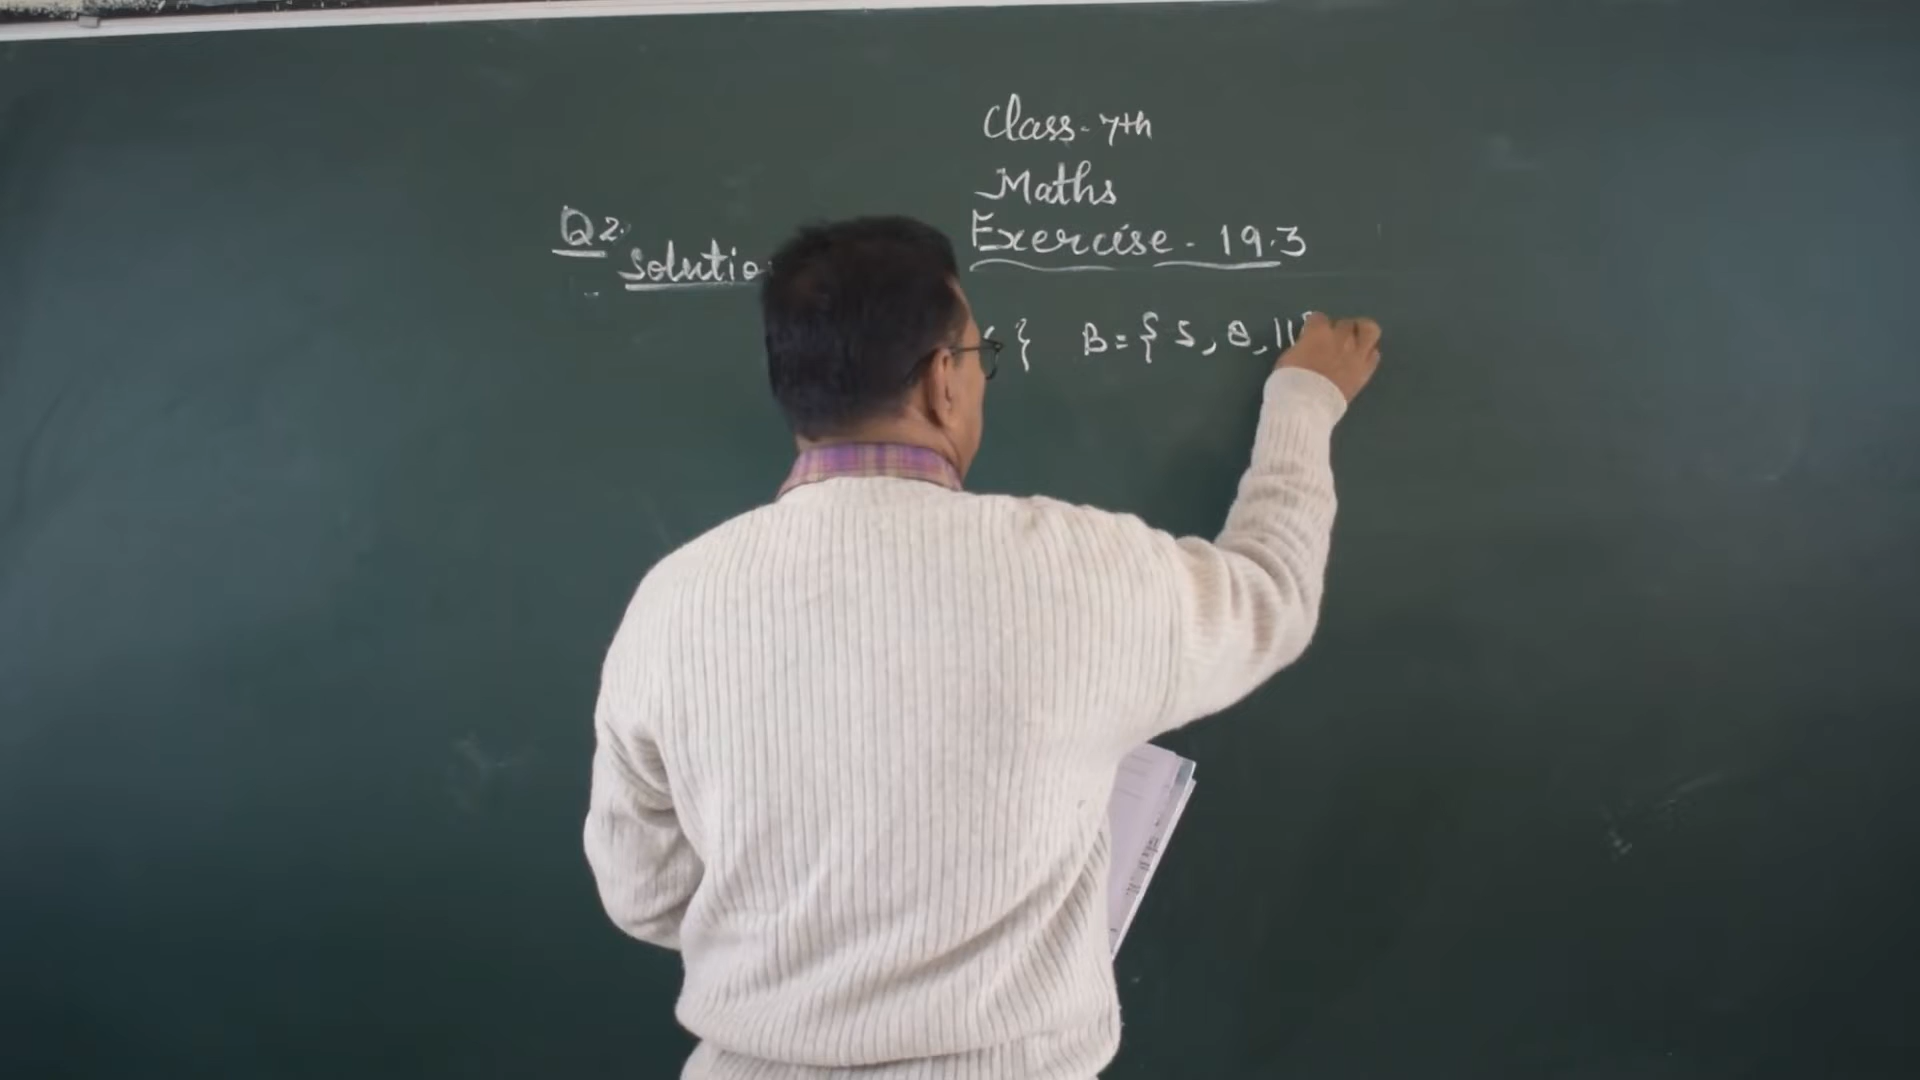 Class - 7th
Maths
Exercise - 19.3
Q2.
Solutio
} B = { 5, 8, 11